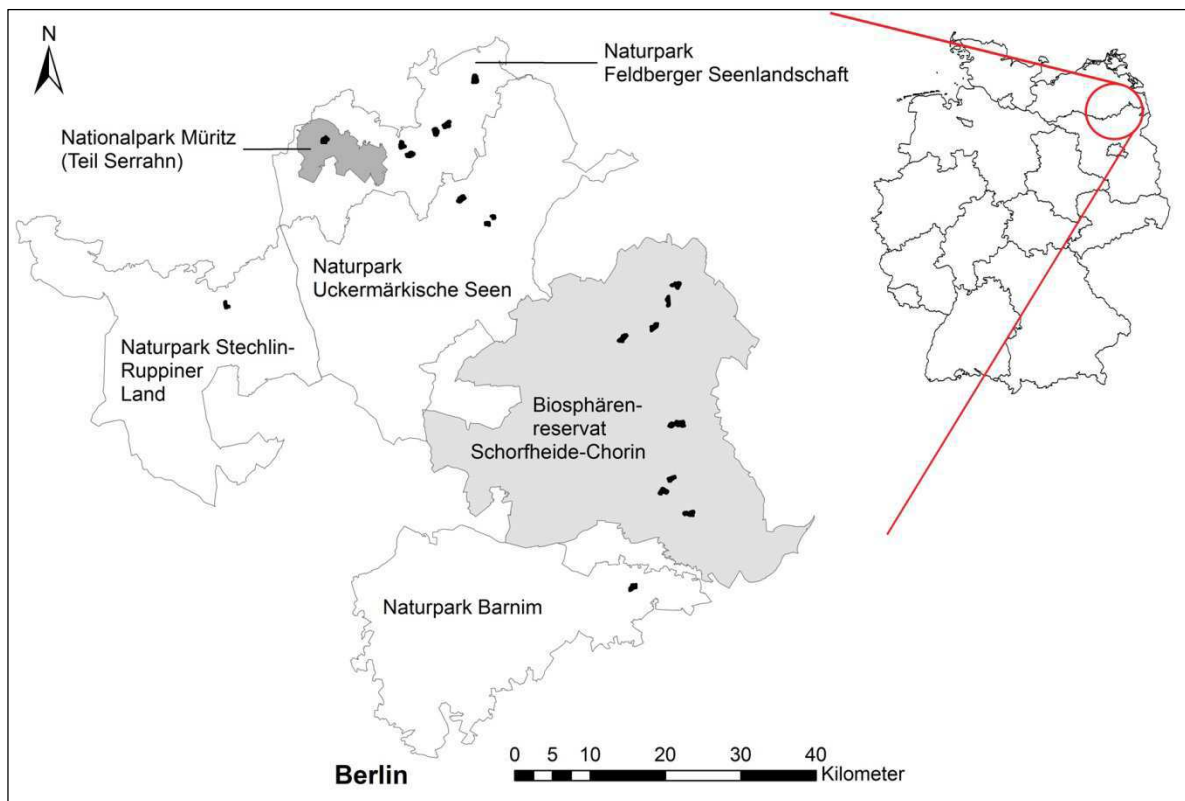 N
Naturpark
Feldberger Seenlandschaft
Nationalpark Müritz
(Teil Serrahn)
Naturpark
Uckermärkische Seen
Naturpark Stechlin-
Ruppiner
Land
Biosphären-
reservat
Schorfheide-Chorin
Naturpark Barnim
Berlin
0 5 10 20 30 40
Kilometer